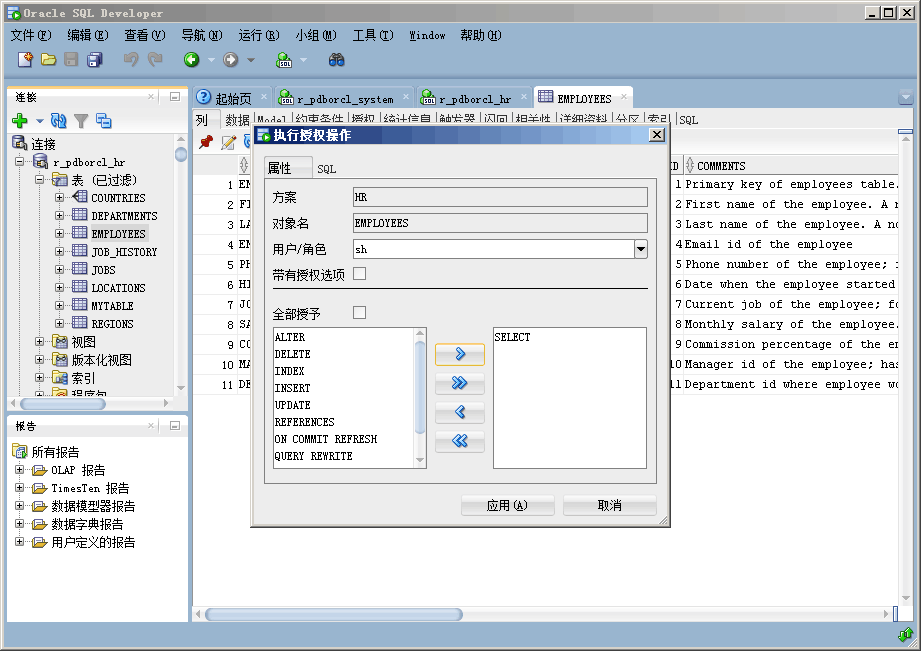 Oracle SQL Developer
文件(F) 编辑(E) 查看(V) 导航(N) 运行(R) 小组(M) 工具(T) Window 帮助(H)
连接
起始页 r_pdborcl_system r_pdborcl_hr EMPLOYEES
列 数据 Model 约束条件 授权 统计信息 触发器 闪回 相关性 详细资料 分区 索引 SQL
连接
r_pdborcl_hr
表 (已过滤)
COUNTRIES
DEPARTMENTS
EMPLOYEES
JOB_HISTORY
JOBS
LOCATIONS
MYTABLE
REGIONS
视图
版本化视图
索引
程序包
报告
所有报告
OLAP 报告
TimesTen 报告
数据模型器报告
数据字典报告
用户定义的报告
COMMENTS
1 EM 1 Primary key of employees table.
2 FI 2 First name of the employee. A n
3 LA 3 Last name of the employee. A no
4 EM 4 Email id of the employee
5 PH 5 Phone number of the employee; i
6 HI 6 Date when the employee started
7 JO 7 Current job of the employee; fo
8 SA 8 Monthly salary of the employee.
9 CO 9 Commission percentage of the em
10 MA 10 Manager id of the employee; has
11 DE 11 Department id where employee wo
执行授权操作
属性 SQL
方案 HR
对象名 EMPLOYEES
用户/角色 sh
带有授权选项
全部授予
ALTER
DELETE
INDEX
INSERT
UPDATE
REFERENCES
ON COMMIT REFRESH
QUERY REWRITE
SELECT
应用(A) 取消